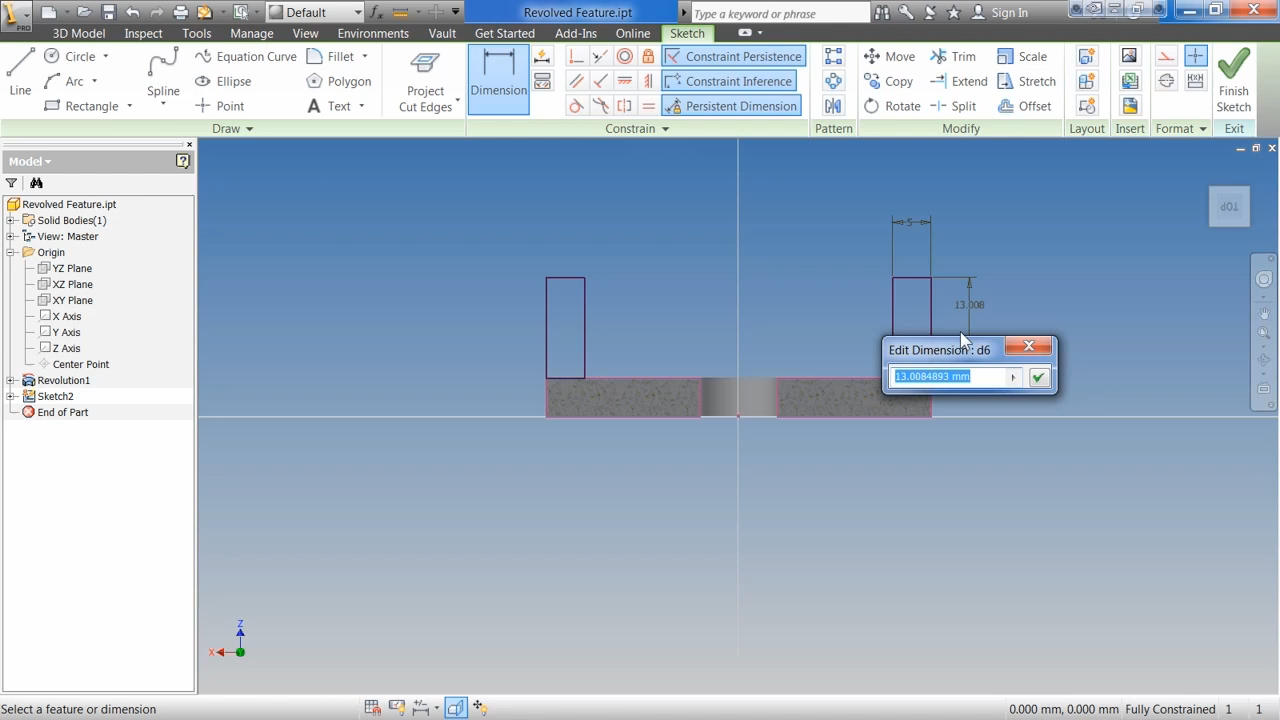 Default
Revolved Feature.ipt
Type a keyword or phrase
Sign In
PRO
3D Model
Inspect
Tools
Manage
View
Environments
Vault
Get Started
Add-Ins
Online
Sketch
Line
Circle
Arc
Rectangle
Spline
Fillet
Text
Equation Curve
Ellipse
Point
Polygon
Project
Cut Edges
Dimension
Constraint Persistence
Constraint Inference
Persistent Dimension
Move
Copy
Rotate
Trim
Extend
Split
Scale
Stretch
Offset
Finish
Sketch
Draw
Constrain
Pattern
Modify
Layout
Insert
Format
Exit
Model
Revolved Feature.ipt
Solid Bodies(1)
View: Master
Origin
YZ Plane
XZ Plane
XY Plane
X Axis
Y Axis
Z Axis
Center Point
Revolution1
Sketch2
End of Part
TOP
5
13.008
Edit Dimension : d6
13.0084893 mm
Z
X
Select a feature or dimension
0.000 mm, 0.000 mm
Fully Constrained
1
1